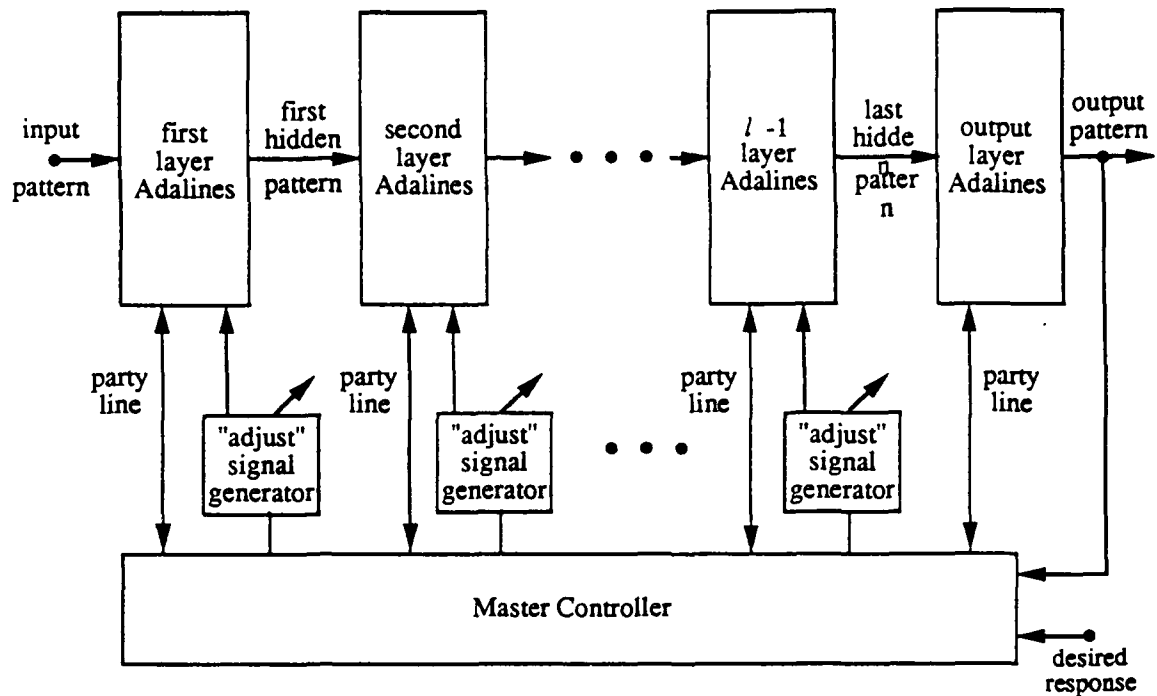 input
pattern
first
layer
Adalines
first
hidden
pattern
second
layer
Adalines
l -1
layer
Adalines
last
hidde
n
patter
n
output
layer
Adalines
output
pattern
party
line
"adjust"
signal
generator
party
line
"adjust"
signal
generator
party
line
"adjust"
signal
generator
party
line
Master Controller
desired
response